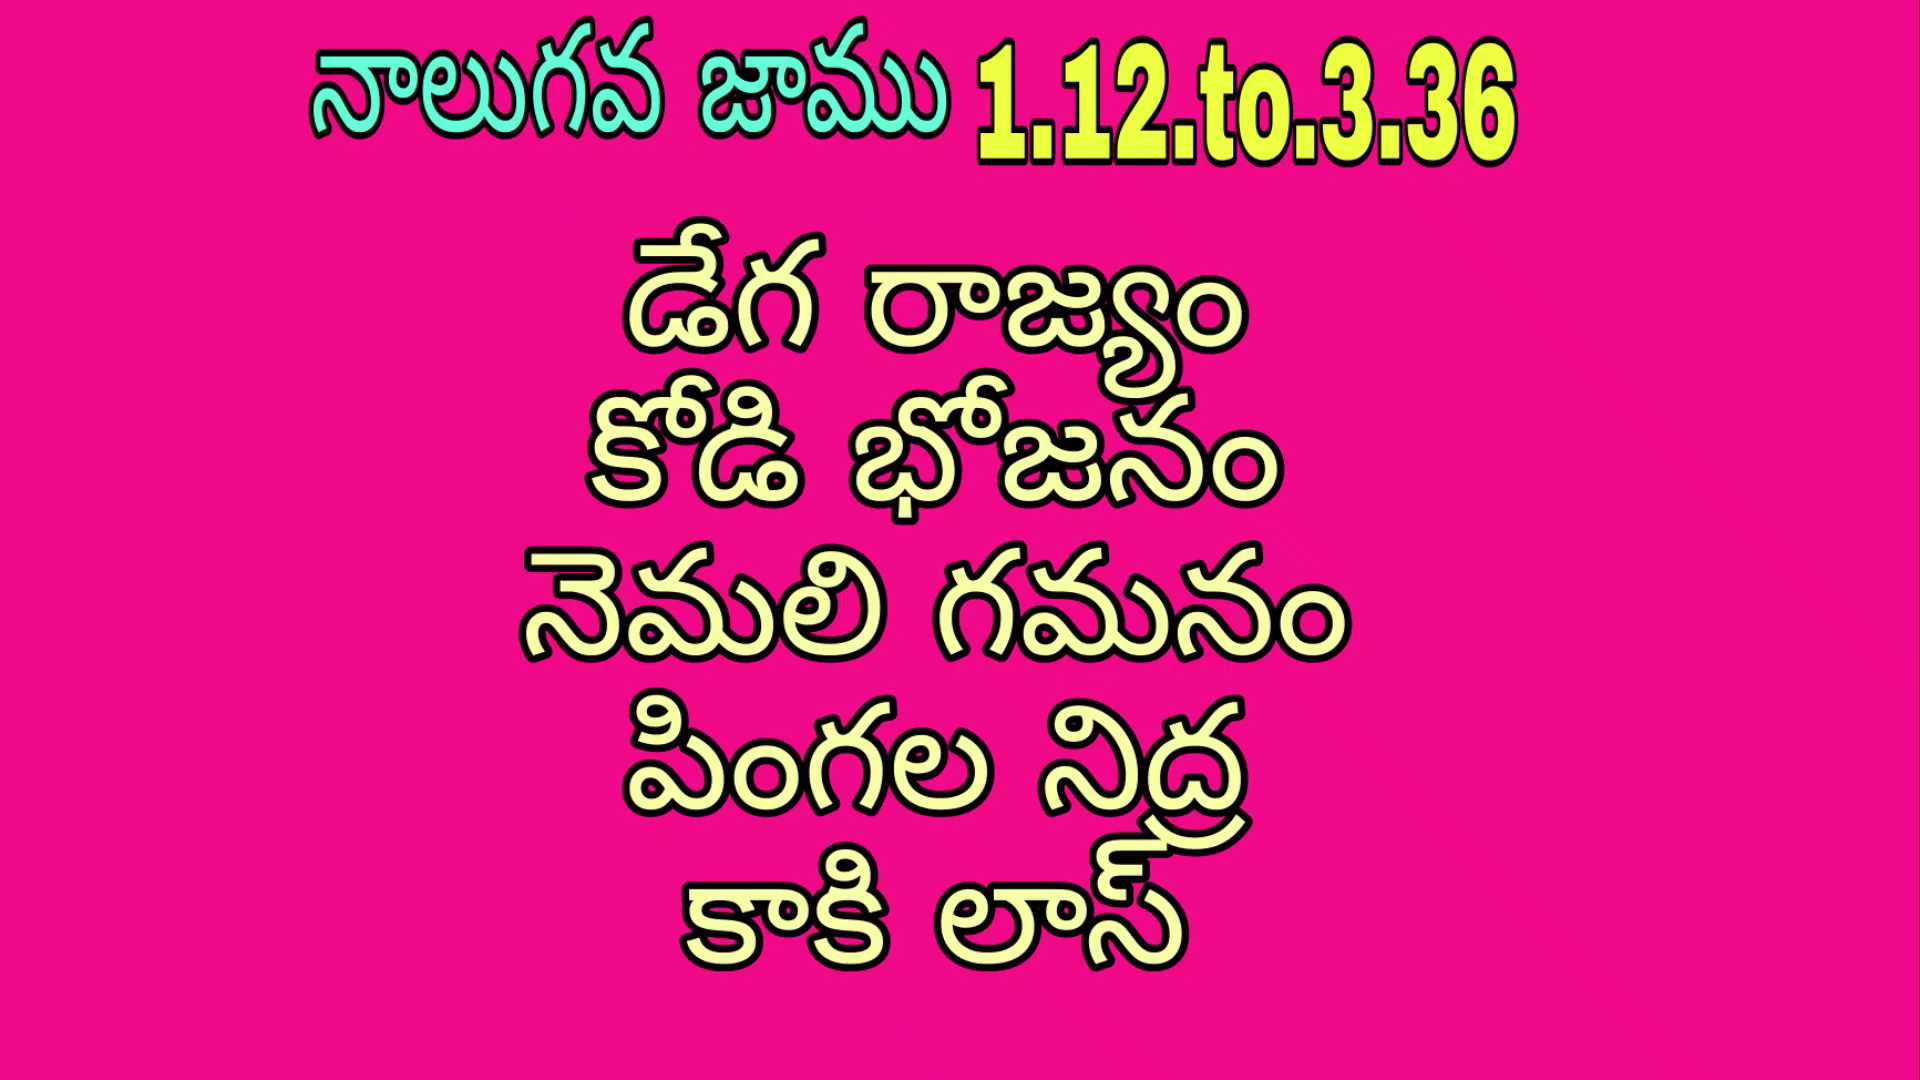 నాలుగవ జాము 1.12.to.3.36
డేగ రాజ్యం
కోడి భోజనం
నెమలి గమనం
పింగల నిద్ర
కాకి లాస్